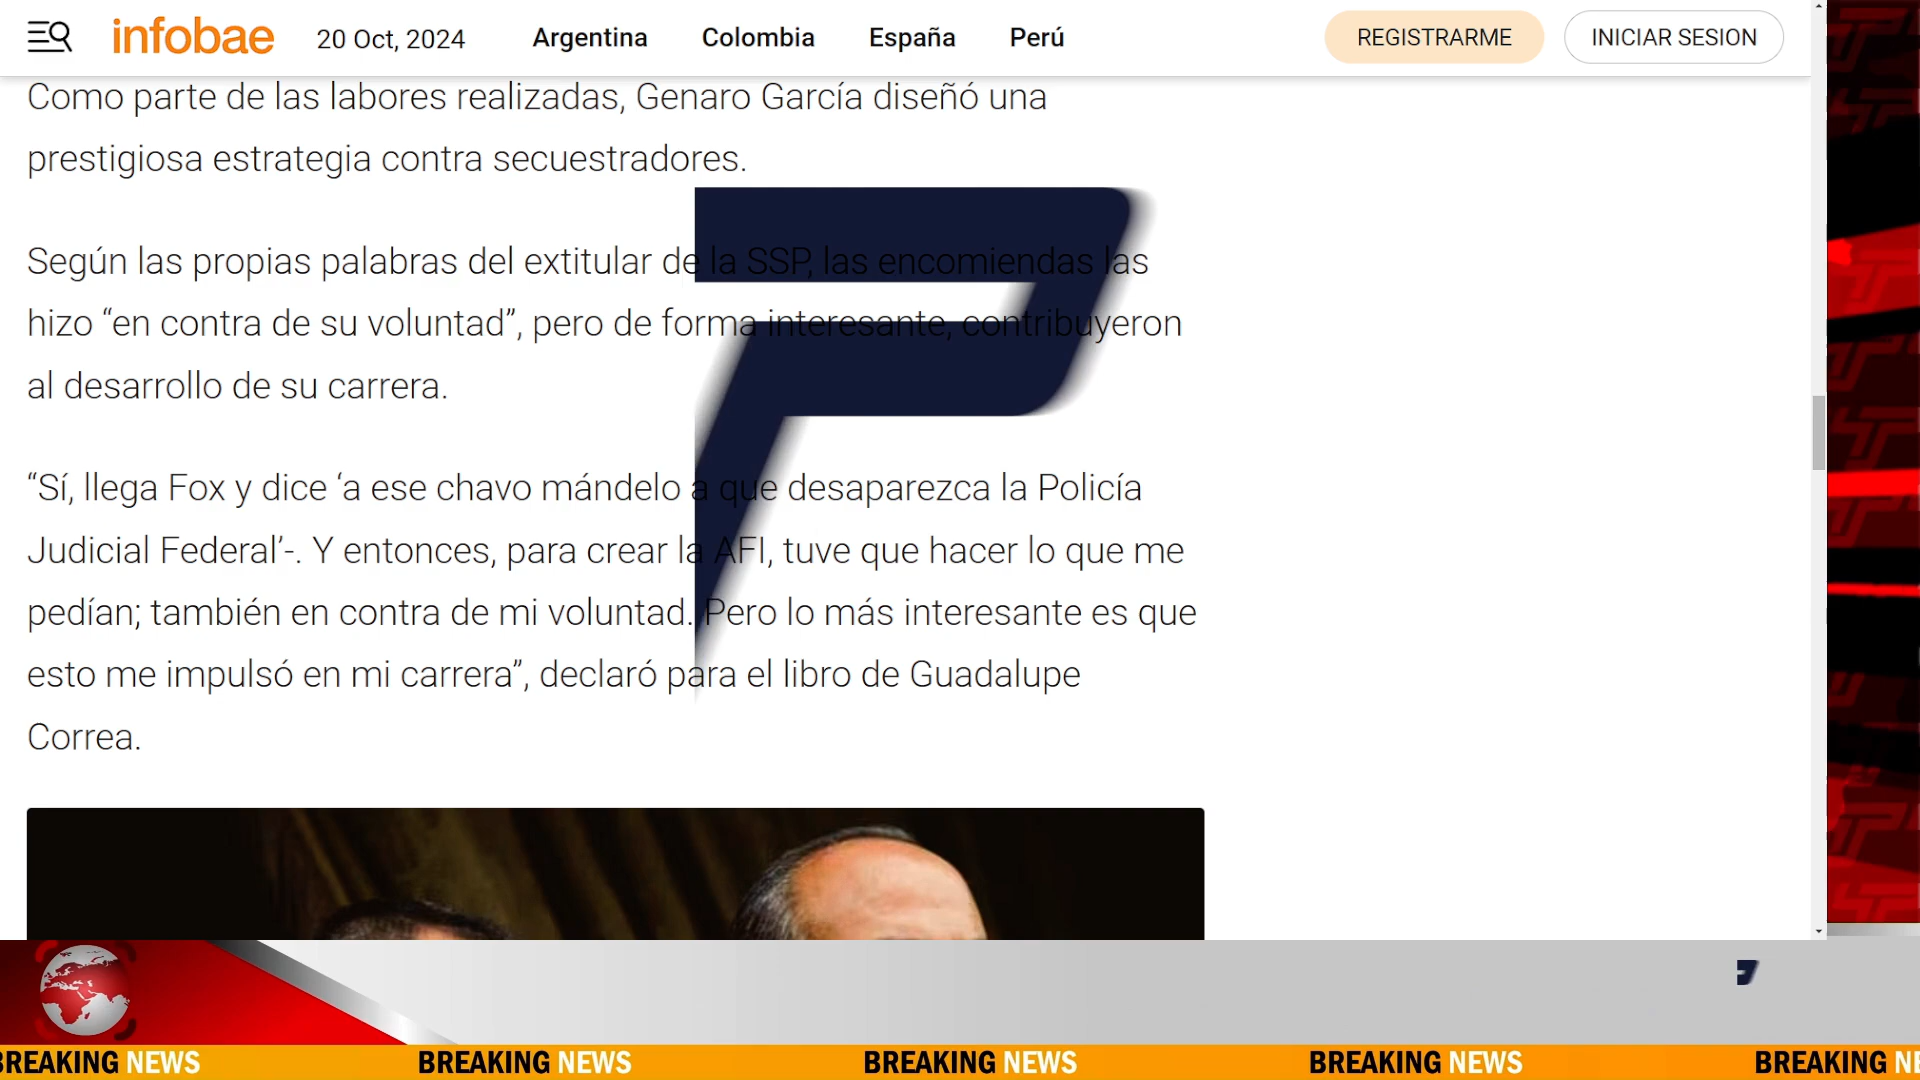 infobae
20 Oct, 2024
Argentina
Colombia
España
Perú
REGISTRARME
INICIAR SESION
Como parte de las labores realizadas, Genaro García diseñó una
prestigiosa estrategia contra secuestradores.
Según las propias palabras del extitular de la SSP, las encomiendas las
hizo “en contra de su voluntad”, pero de forma interesante, contribuyeron
al desarrollo de su carrera.
“Sí, llega Fox y dice ‘a ese chavo mándelo a que desaparezca la Policía
Judicial Federal’-. Y entonces, para crear la AFI, tuve que hacer lo que me
pedían; también en contra de mi voluntad. Pero lo más interesante es que
esto me impulsó en mi carrera”, declaró para el libro de Guadalupe
Correa.
BREAKING NEWS BREAKING NEWS BREAKING NEWS BREAKING NEWS BREAKING NE